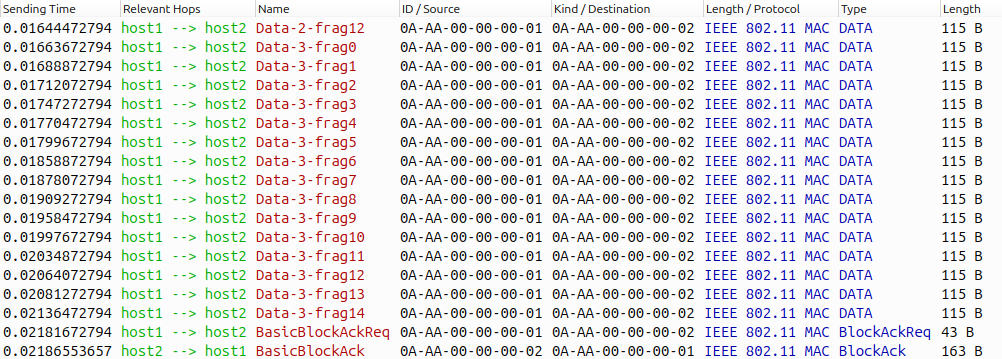 Sending Time Relevant Hops Name ID / Source Kind / Destination Length / Protocol Type Length
0.01644472794 host1 --> host2 Data-2-frag12 0A-AA-00-00-00-01 0A-AA-00-00-00-02 IEEE 802.11 MAC DATA 115 B
0.01663672794 host1 --> host2 Data-3-frag0 0A-AA-00-00-00-01 0A-AA-00-00-00-02 IEEE 802.11 MAC DATA 115 B
0.01688872794 host1 --> host2 Data-3-frag1 0A-AA-00-00-00-01 0A-AA-00-00-00-02 IEEE 802.11 MAC DATA 115 B
0.01712072794 host1 --> host2 Data-3-frag2 0A-AA-00-00-00-01 0A-AA-00-00-00-02 IEEE 802.11 MAC DATA 115 B
0.01747272794 host1 --> host2 Data-3-frag3 0A-AA-00-00-00-01 0A-AA-00-00-00-02 IEEE 802.11 MAC DATA 115 B
0.01770472794 host1 --> host2 Data-3-frag4 0A-AA-00-00-00-01 0A-AA-00-00-00-02 IEEE 802.11 MAC DATA 115 B
0.01799672794 host1 --> host2 Data-3-frag5 0A-AA-00-00-00-01 0A-AA-00-00-00-02 IEEE 802.11 MAC DATA 115 B
0.01858872794 host1 --> host2 Data-3-frag6 0A-AA-00-00-00-01 0A-AA-00-00-00-02 IEEE 802.11 MAC DATA 115 B
0.01878072794 host1 --> host2 Data-3-frag7 0A-AA-00-00-00-01 0A-AA-00-00-00-02 IEEE 802.11 MAC DATA 115 B
0.01909272794 host1 --> host2 Data-3-frag8 0A-AA-00-00-00-01 0A-AA-00-00-00-02 IEEE 802.11 MAC DATA 115 B
0.01958472794 host1 --> host2 Data-3-frag9 0A-AA-00-00-00-01 0A-AA-00-00-00-02 IEEE 802.11 MAC DATA 115 B
0.01997672794 host1 --> host2 Data-3-frag10 0A-AA-00-00-00-01 0A-AA-00-00-00-02 IEEE 802.11 MAC DATA 115 B
0.02034872794 host1 --> host2 Data-3-frag11 0A-AA-00-00-00-01 0A-AA-00-00-00-02 IEEE 802.11 MAC DATA 115 B
0.02064072794 host1 --> host2 Data-3-frag12 0A-AA-00-00-00-01 0A-AA-00-00-00-02 IEEE 802.11 MAC DATA 115 B
0.02081272794 host1 --> host2 Data-3-frag13 0A-AA-00-00-00-01 0A-AA-00-00-00-02 IEEE 802.11 MAC DATA 115 B
0.02136472794 host1 --> host2 Data-3-frag14 0A-AA-00-00-00-01 0A-AA-00-00-00-02 IEEE 802.11 MAC DATA 115 B
0.02181672794 host1 --> host2 BasicBlockAckReq 0A-AA-00-00-00-01 0A-AA-00-00-00-02 IEEE 802.11 MAC BlockAckReq 43 B
0.02186553657 host2 --> host1 BasicBlockAck 0A-AA-00-00-00-02 0A-AA-00-00-00-01 IEEE 802.11 MAC BlockAck 163 B